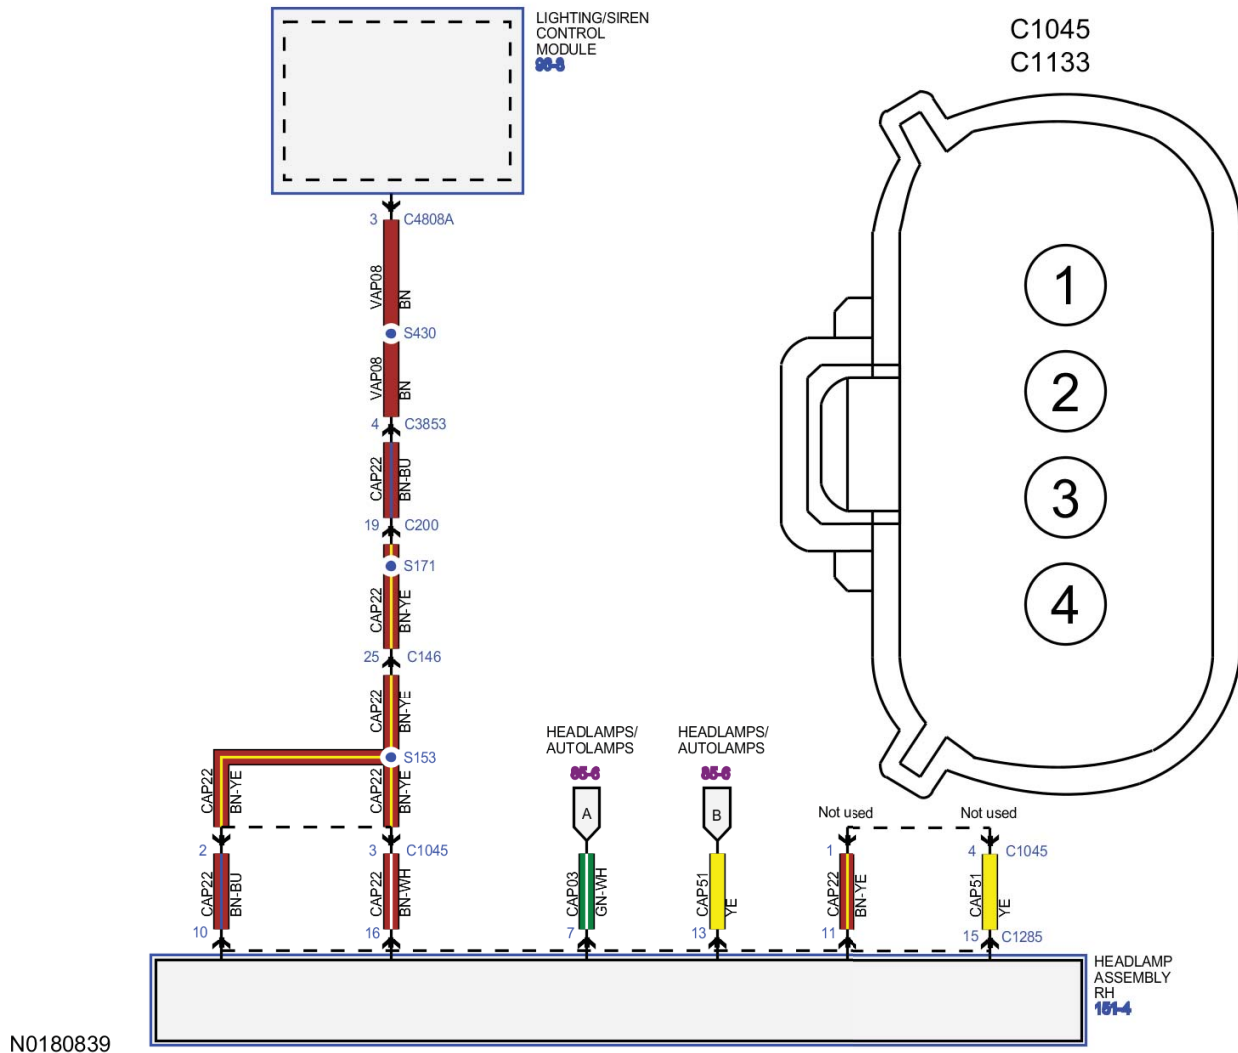 LIGHTING/SIREN
CONTROL
MODULE
98-8
C1045
C1133
3 C4808A
VAP08
BN
S430
VAP08
BN
4 C3853
CAP22
BN-BU
19 C200
S171
CAP22
BN-YE
25 C146
CAP22
BN-YE
S153
CAP22
BN-YE
CAP22
BN-YE
1
2
3
4
HEADLAMPS/
AUTOLAMPS
85-6
A
HEADLAMPS/
AUTOLAMPS
85-6
B
Not used
Not used
2
3 C1045
1
4 C1045
CAP22
BN-BU
CAP22
BN-WH
CAP03
GN-WH
CAP51
YE
CAP22
BN-YE
CAP51
YE
10
16
7
13
11
15 C1285
HEADLAMP
ASSEMBLY
RH
151-4
N0180839